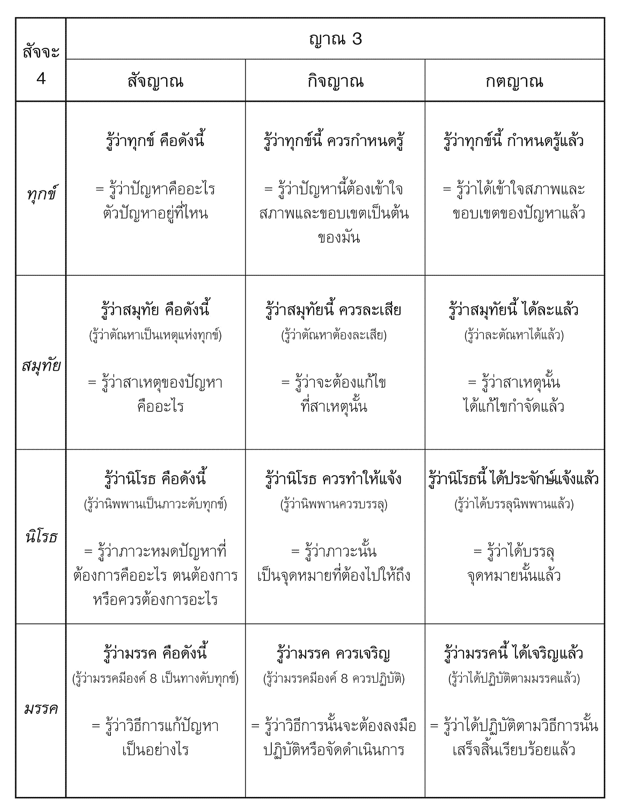 สัจจะ
4
ญาณ 3
สัจญาณ
กิจญาณ
กตญาณ
ทุกข์
รู้ว่าทุกข์ คือดังนี้
= รู้ว่าปัญหาคืออะไร
ตัวปัญหาอยู่ที่ไหน
รู้ว่าทุกข์นี้ ควรกำหนดรู้
= รู้ว่าปัญหานี้ต้องเข้าใจ
สภาพและขอบเขตเป็นต้น
ของมัน
รู้ว่าทุกข์นี้ กำหนดรู้แล้ว
= รู้ว่าได้เข้าใจสภาพและ
ขอบเขตของปัญหาแล้ว
สมุทัย
รู้ว่าสมุทัย คือดังนี้
(รู้ว่าตัณหาเป็นเหตุแห่งทุกข์)
= รู้ว่าสาเหตุของปัญหา
คืออะไร
รู้ว่าสมุทัยนี้ ควรละเสีย
(รู้ว่าตัณหาต้องละเสีย)
= รู้ว่าจะต้องแก้ไข
ที่สาเหตุนั้น
รู้ว่าสมุทัยนี้ ได้ละแล้ว
(รู้ว่าละตัณหาได้แล้ว)
= รู้ว่าสาเหตุนั้น
ได้แก้ไขกำจัดแล้ว
นิโรธ
รู้ว่านิโรธ คือดังนี้
(รู้ว่านิพพานเป็นภาวะดับทุกข์)
= รู้ว่าภาวะหมดปัญหาที่
ต้องการคืออะไร ตนต้องการ
หรือควรต้องการอะไร
รู้ว่านิโรธ ควรทำให้แจ้ง
(รู้ว่านิพพานควรบรรลุ)
= รู้ว่าภาวะนั้น
เป็นจุดหมายที่ต้องไปให้ถึง
รู้ว่านิโรธนี้ ได้ประจักษ์แจ้งแล้ว
(รู้ว่าได้บรรลุนิพพานแล้ว)
= รู้ว่าได้บรรลุ
จุดหมายนั้นแล้ว
มรรค
รู้ว่ามรรค คือดังนี้
(รู้ว่ามรรคมีองค์ 8 เป็นทางดับทุกข์)
= รู้ว่าวิธีการแก้ปัญหา
เป็นอย่างไร
รู้ว่ามรรค ควรเจริญ
(รู้ว่ามรรคมีองค์ 8 ควรปฏิบัติ)
= รู้ว่าวิธีการนั้นจะต้องลงมือ
ปฏิบัติหรือจัดดำเนินการ
รู้ว่ามรรคนี้ ได้เจริญแล้ว
(รู้ว่าได้ปฏิบัติตามมรรคแล้ว)
= รู้ว่าได้ปฏิบัติตามวิธีการนั้น
เสร็จสิ้นเรียบร้อยแล้ว